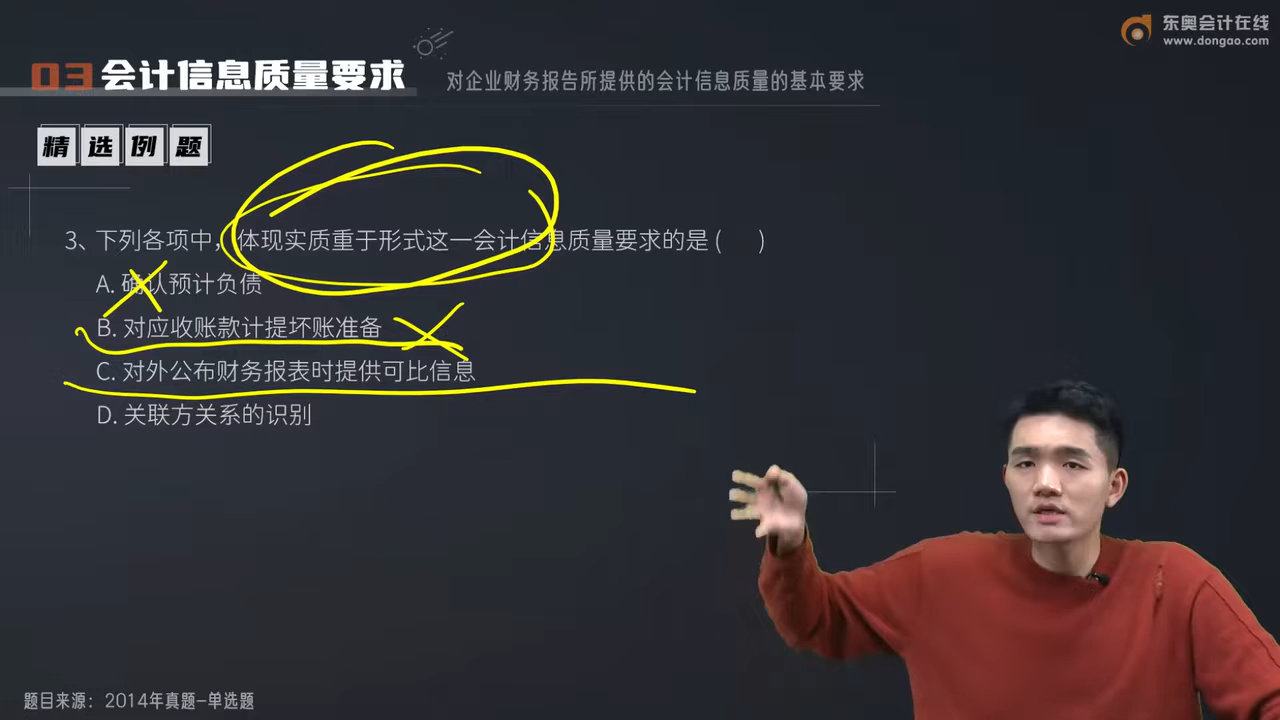 东奥会计在线
www.dongao.com
03 会计信息质量要求
对企业财务报告所提供的会计信息质量的基本要求
精选例题
3、下列各项中，体现实质重于形式这一会计信息质量要求的是(　)
A. 确认预计负债
B. 对应收账款计提坏账准备
C. 对外公布财务报表时提供可比信息
D. 关联方关系的识别
题目来源：2014年真题-单选题